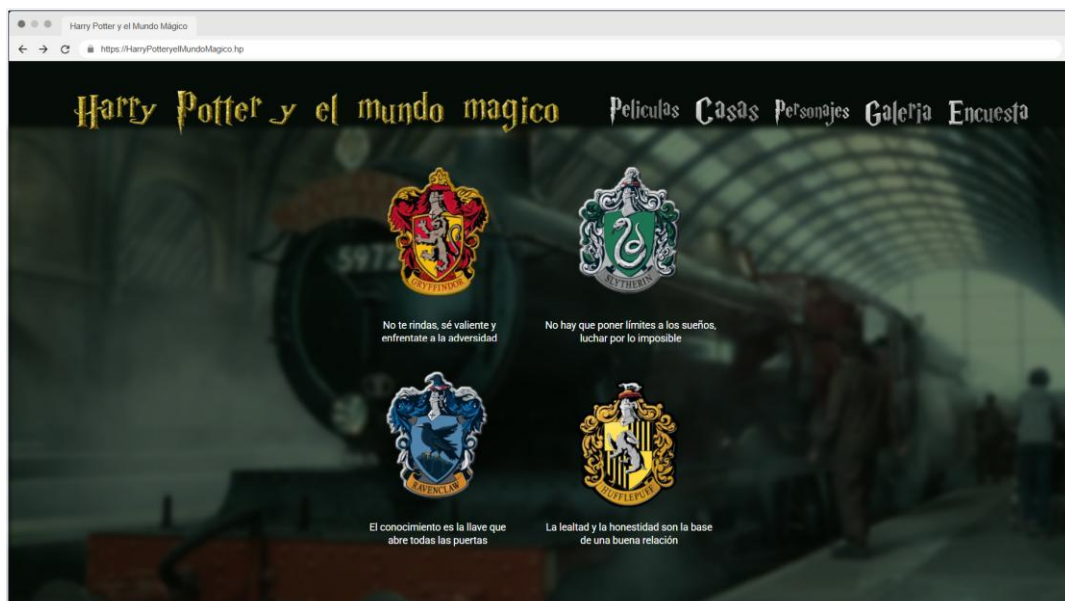 Harry Potter y el Mundo Mágico
https://HarryPotteryelMundoMagico.hp
Harry Potter y el mundo magico
Peliculas Casas Personajes Galeria Encuesta
5972
GRYFFINDOR
SLYTHERIN
No te rindas, sé valiente y
enfrentate a la adversidad
No hay que poner límites a los sueños,
luchar por lo imposible
RAVENCLAW
HUFFLEPUFF
El conocimiento es la llave que
abre todas las puertas
La lealtad y la honestidad son la base
de una buena relación